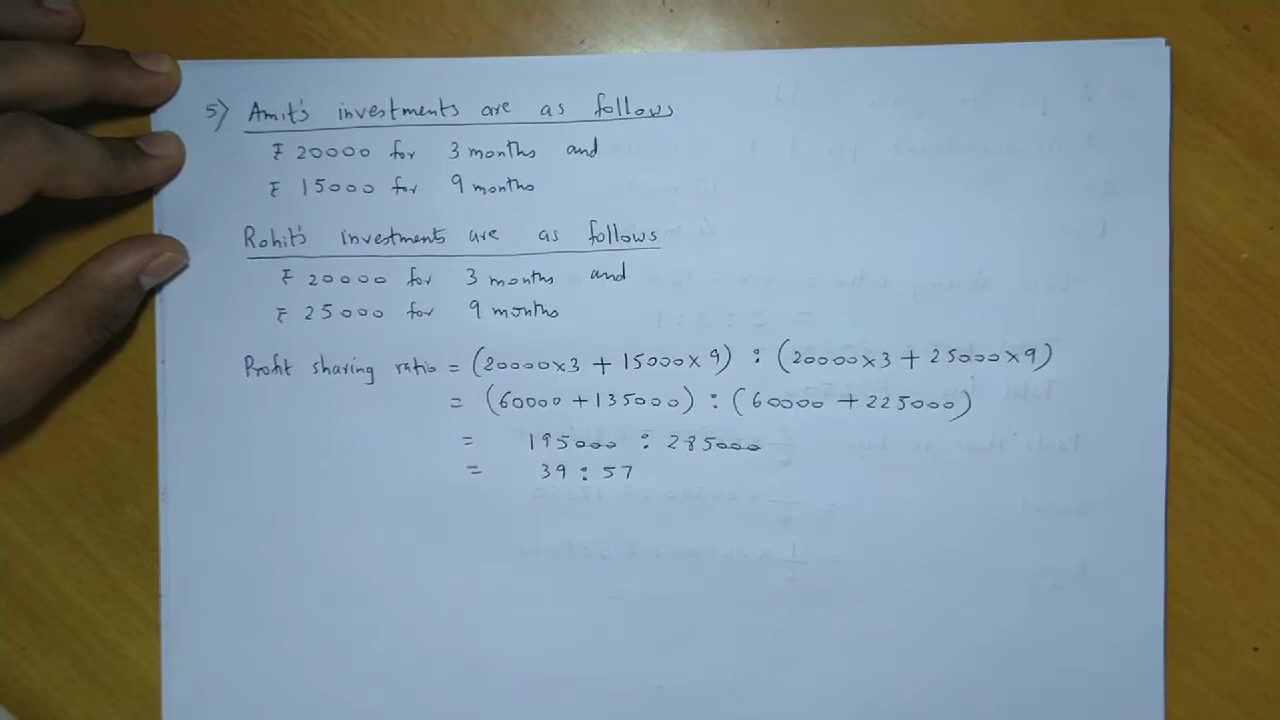 5) Amit's investments are as follows
₹ 20000 for 3 months and
₹ 15000 for 9 months
Rohit's investments are as follows
₹ 20000 for 3 months and
₹ 25000 for 9 months
Profit sharing ratio = (20000×3 + 15000×9) : (20000×3 + 25000×9)
= (60000 + 135000) : (60000 + 225000)
= 195000 : 285000
= 39 : 57